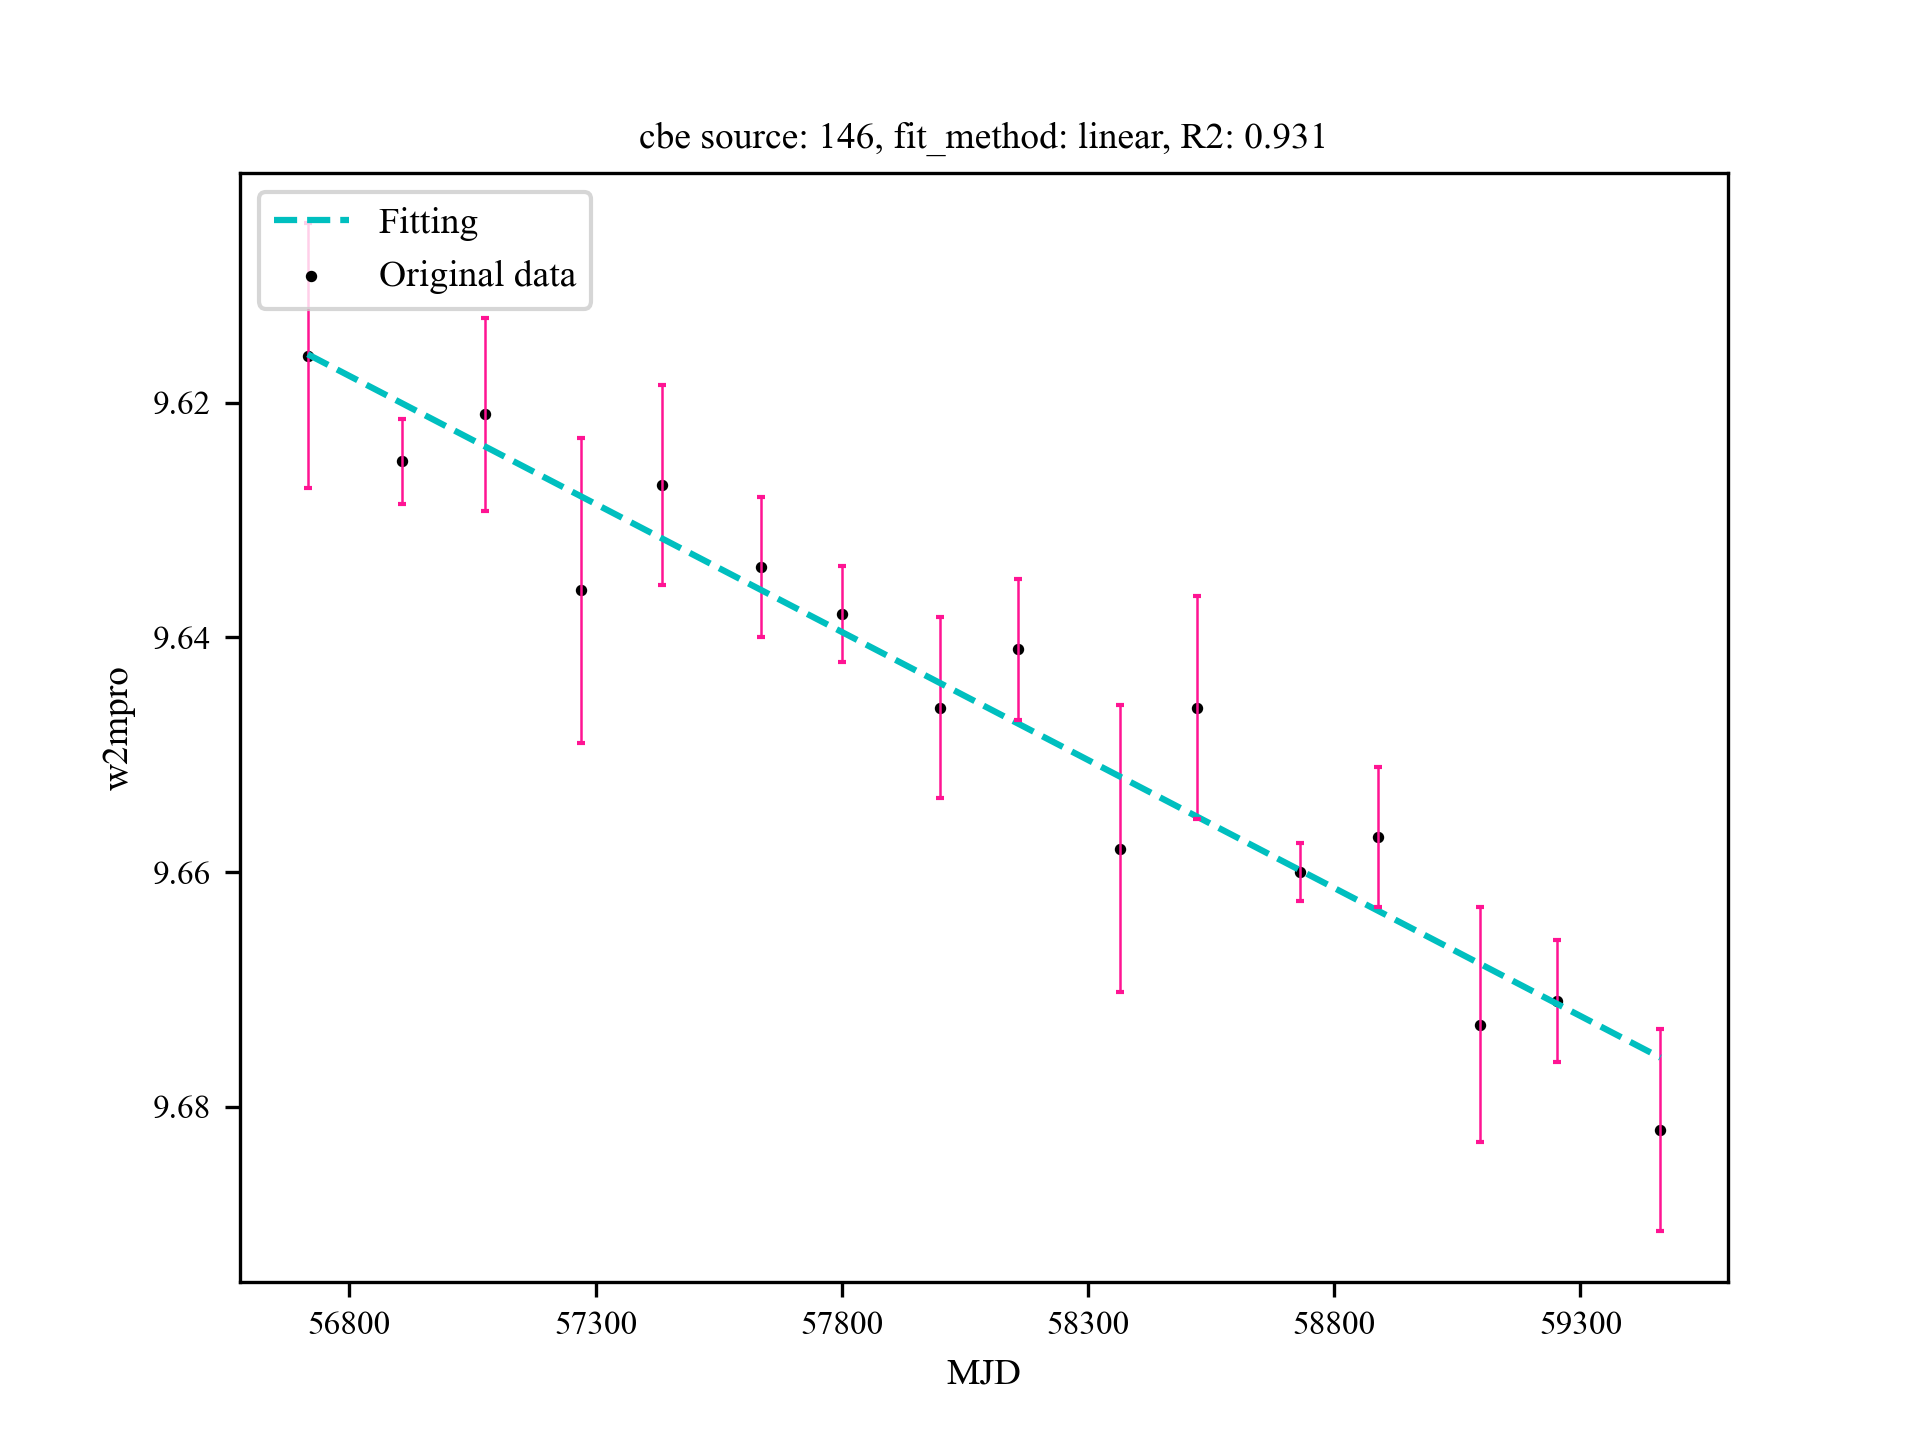 cbe source: 146, fit_method: linear, R2: 0.931
Fitting
Original data
9.62
9.64
9.66
9.68
w2mpro
56800 57300 57800 58300 58800 59300
MJD